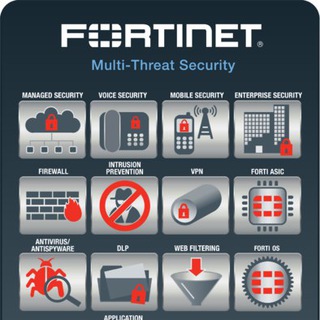 FORTINET®
Multi-Threat Security
MANAGED SECURITY
VOICE SECURITY
MOBILE SECURITY
ENTERPRISE SECURITY
FIREWALL
INTRUSION
PREVENTION
VPN
FORTI ASIC
ANTIVIRUS/
ANTISPYWARE
DLP
WEB FILTERING
FORTI OS
APPLICATION